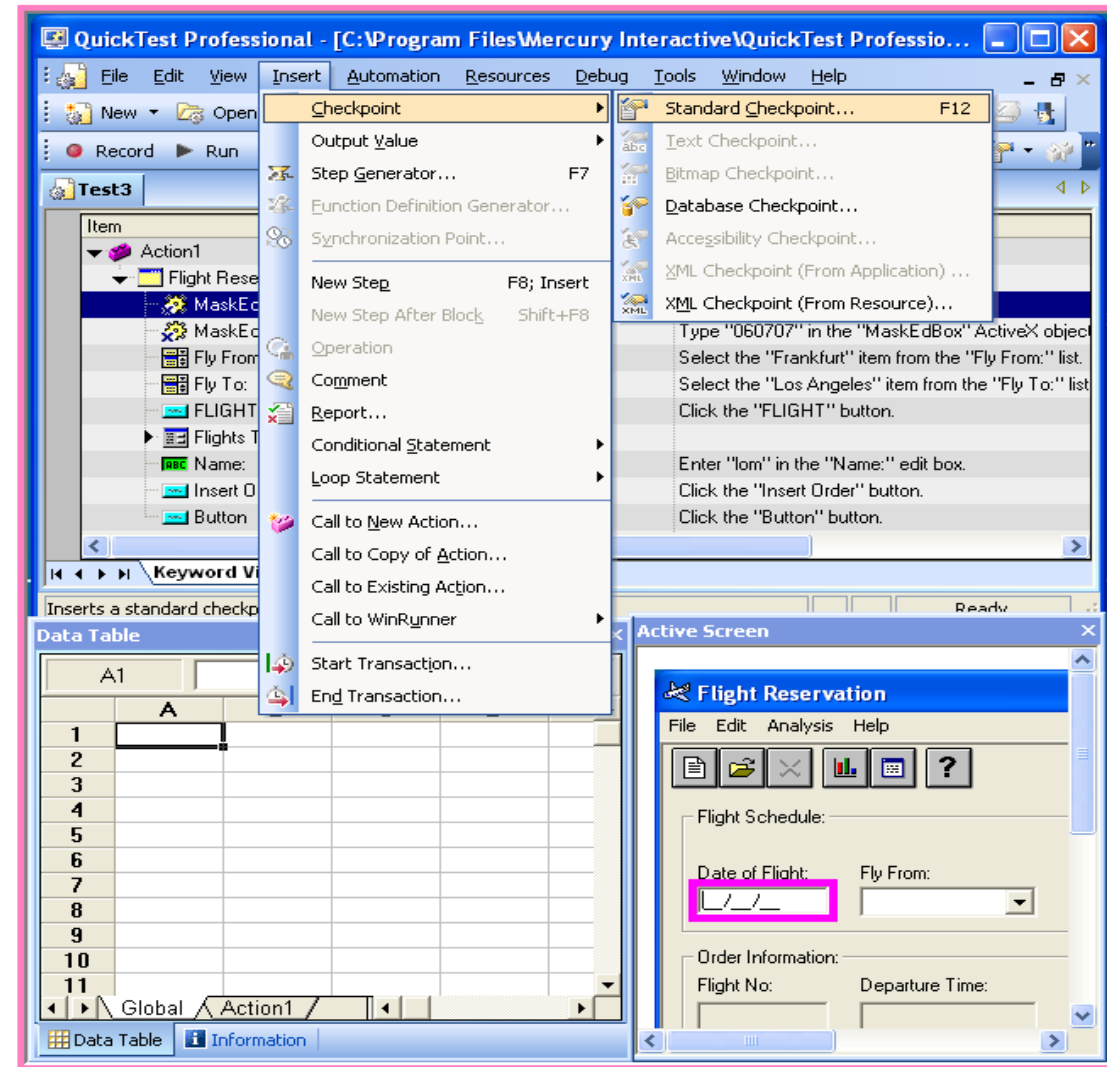 QuickTest Professional - [C:\Program Files\Mercury Interactive\QuickTest Professio...
File Edit View Insert Automation Resources Debug Tools Window Help
New Open
Record Run
Test3
Item
Action1
Flight Rese
MaskEd
MaskEd
Type "060707" in the "MaskEdBox" ActiveX object
Fly From
Select the "Frankfurt" item from the "Fly From:" list.
Fly To:
Select the "Los Angeles" item from the "Fly To:" list
FLIGHT
Click the "FLIGHT" button.
Flights T
Name:
Enter "lom" in the "Name:" edit box.
Insert O
Click the "Insert Order" button.
Button
Click the "Button" button.
Keyword Vi
Inserts a standard checkp
Ready
Checkpoint
Output Value
Step Generator... F7
Function Definition Generator...
Synchronization Point...
New Step F8; Insert
New Step After Block Shift+F8
Operation
Comment
Report...
Conditional Statement
Loop Statement
Call to New Action...
Call to Copy of Action...
Call to Existing Action...
Call to WinRunner
Start Transaction...
End Transaction...
Standard Checkpoint... F12
abc Text Checkpoint...
Bitmap Checkpoint...
Database Checkpoint...
Accessibility Checkpoint...
XML XML Checkpoint (From Application) ...
XML XML Checkpoint (From Resource)...
Data Table
A1
A
1
2
3
4
5
6
7
8
9
10
11
Global Action1
Data Table Information
Active Screen
Flight Reservation
File Edit Analysis Help
?
Flight Schedule:
Date of Flight: Fly From:
__/__/__
Order Information:
Flight No: Departure Time: